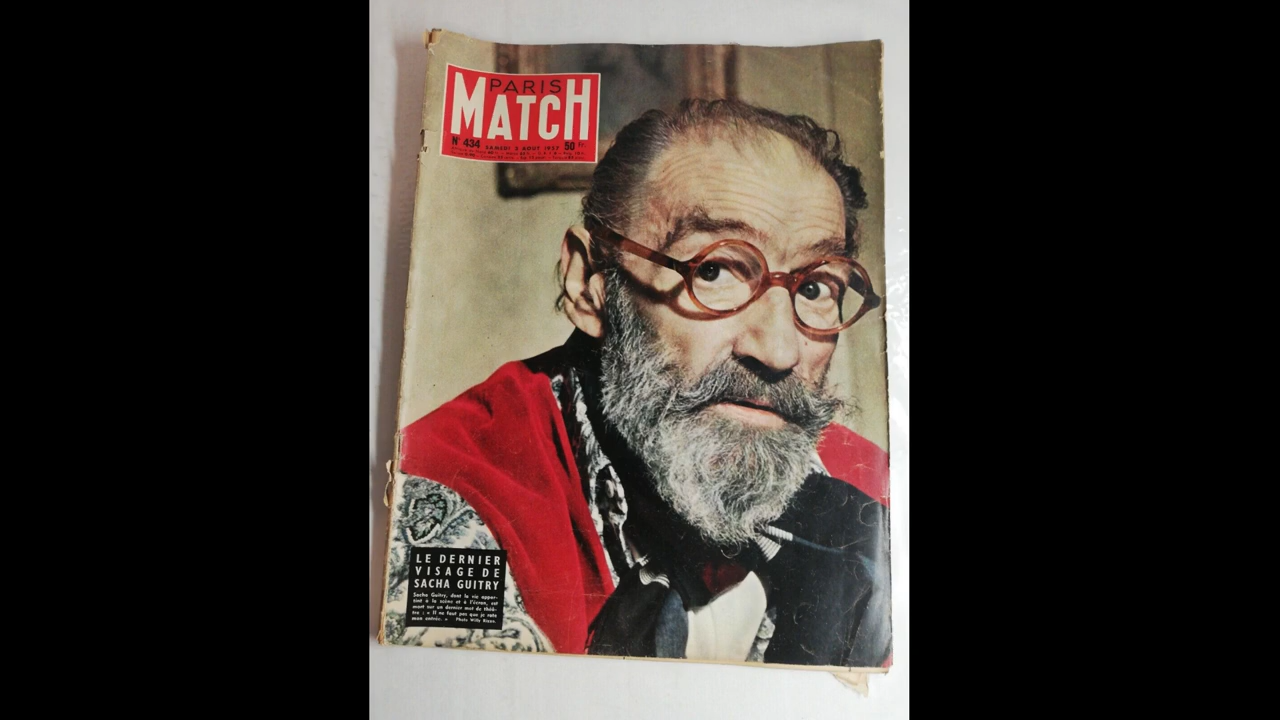 PARIS
MATCH
N° 434 SAMEDI 3 AOUT 1957 50 fr.
LE DERNIER
VISAGE DE
SACHA GUITRY
Sacha Guitry, dont la vie appar-
tint à la scène et à l'écran, est
mort sur un dernier mot de théâ-
tre : « Il ne faut pas que je rate
mon entrée. » Photo Willy Rizzo.